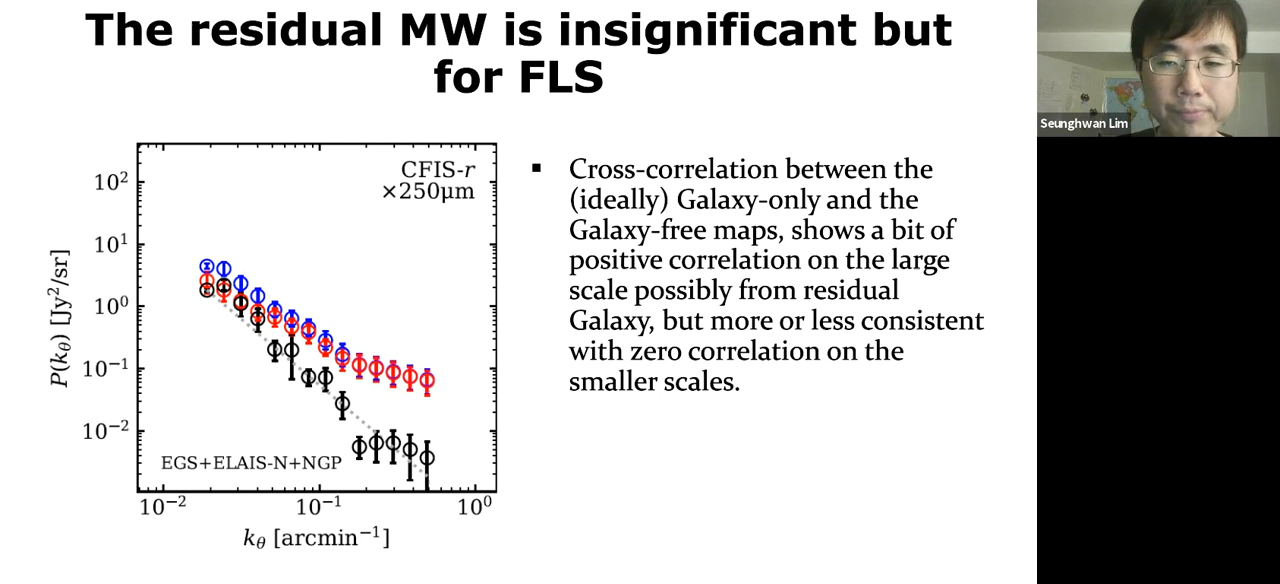 The residual MW is insignificant but
for FLS
Seunghwan Lim
CFIS-r
×250μm
10²
10¹
10⁰
10⁻¹
10⁻²
P(kθ) [Jy²/sr]
EGS+ELAIS-N+NGP
10⁻² 10⁻¹ 10⁰
kθ [arcmin⁻¹]
▪ Cross-correlation between the
(ideally) Galaxy-only and the
Galaxy-free maps, shows a bit of
positive correlation on the large
scale possibly from residual
Galaxy, but more or less consistent
with zero correlation on the
smaller scales.